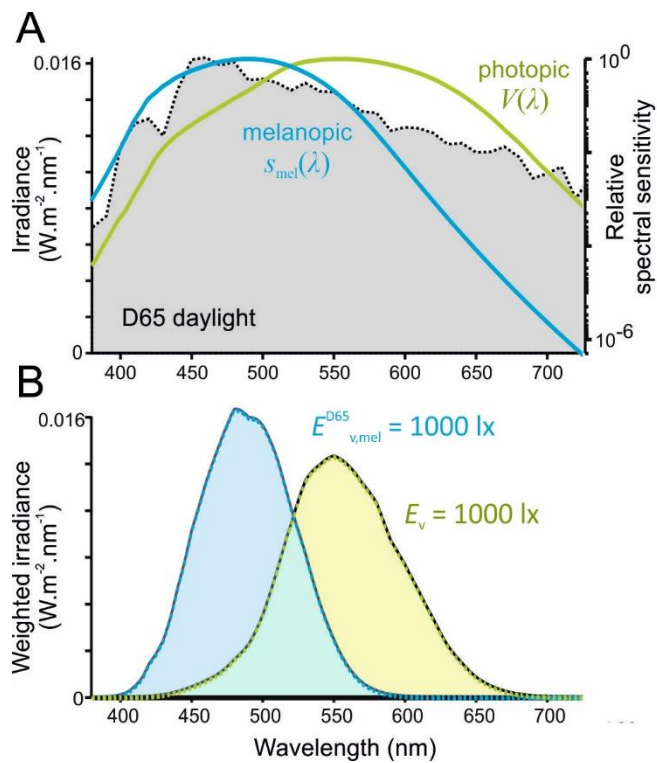 A
0.016
10^0
photopic
V(λ)
melanopic
s_mel(λ)
Irradiance
(W.m^-2.nm^-1)
Relative
spectral sensitivity
D65 daylight
0
10^-6
400 450 500 550 600 650 700
B
0.016
E^D65_v,mel = 1000 lx
E_v = 1000 lx
Weighted irradiance
(W.m^-2.nm^-1)
0
400 450 500 550 600 650 700
Wavelength (nm)